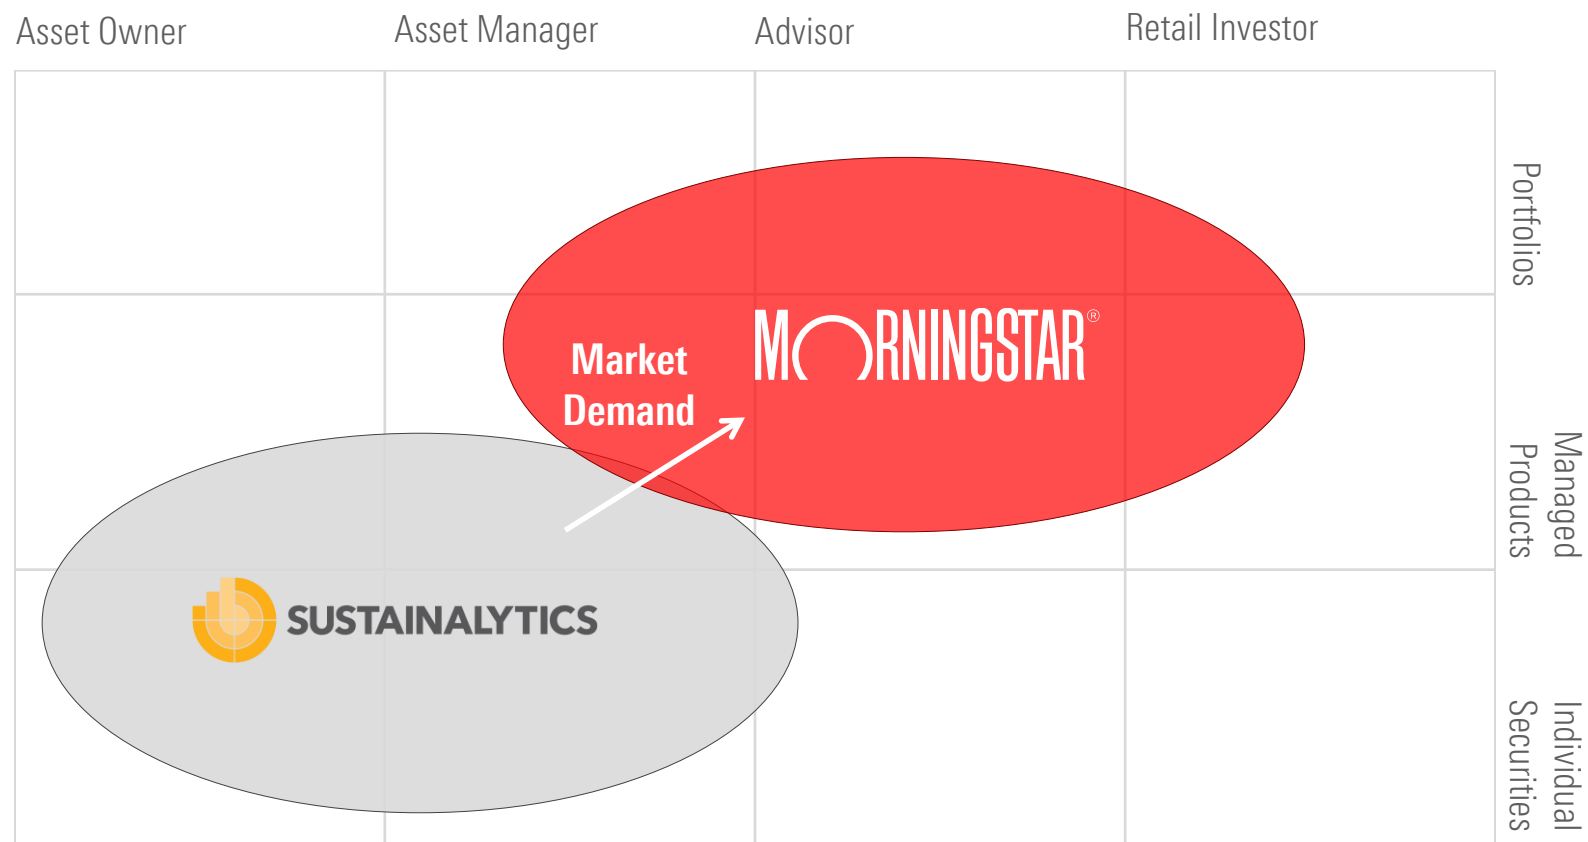 Asset Owner
Asset Manager
Advisor
Retail Investor
Portfolios
MORNINGSTAR®
Market
Demand
Managed
Products
SUSTAINALYTICS
Individual
Securities